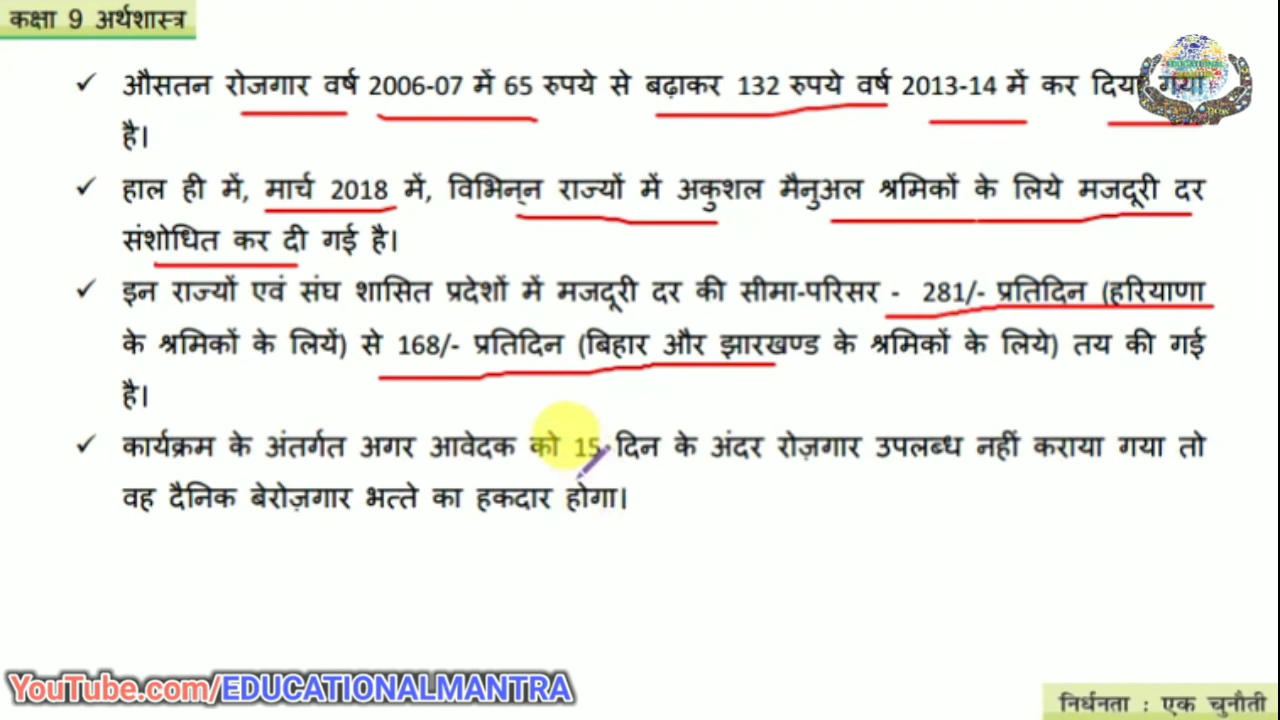 कक्षा 9 अर्थशास्त्र
✓ औसतन रोजगार वर्ष 2006-07 में 65 रुपये से बढ़ाकर 132 रुपये वर्ष 2013-14 में कर दिया गया
है।
✓ हाल ही में, मार्च 2018 में, विभिन्न राज्यों में अकुशल मैनुअल श्रमिकों के लिये मजदूरी दर
संशोधित कर दी गई है।
✓ इन राज्यों एवं संघ शासित प्रदेशों में मजदूरी दर की सीमा-परिसर - 281/- प्रतिदिन (हरियाणा
के श्रमिकों के लियें) से 168/- प्रतिदिन (बिहार और झारखण्ड के श्रमिकों के लिये) तय की गई
है।
✓ कार्यक्रम के अंतर्गत अगर आवेदक को 15 दिन के अंदर रोज़गार उपलब्ध नहीं कराया गया तो
वह दैनिक बेरोज़गार भत्ते का हकदार होगा।
YouTube.com/EDUCATIONALMANTRA
निर्धनता : एक चुनौती